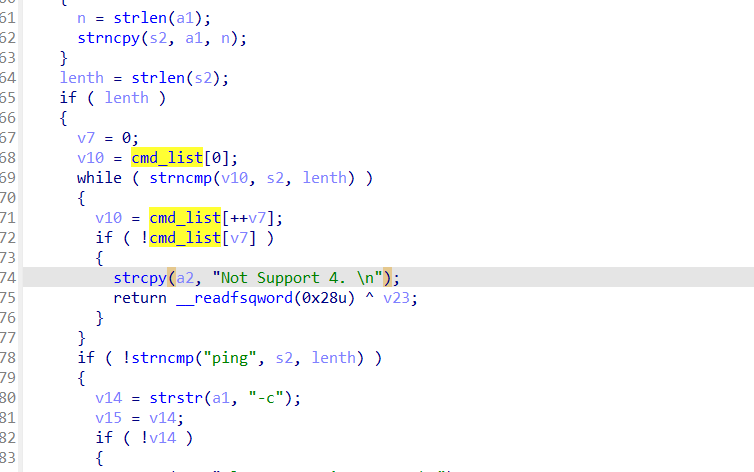 {
61 n = strlen(a1);
62 strncpy(s2, a1, n);
63 }
64 lenth = strlen(s2);
65 if ( lenth )
66 {
67 v7 = 0;
68 v10 = cmd_list[0];
69 while ( strncmp(v10, s2, lenth) )
70 {
71 v10 = cmd_list[++v7];
72 if ( !cmd_list[v7] )
73 {
74 strcpy(a2, "Not Support 4. \n");
75 return __readfsqword(0x28u) ^ v23;
76 }
77 }
78 if ( !strncmp("ping", s2, lenth) )
79 {
80 v14 = strstr(a1, "-c");
81 v15 = v14;
82 if ( !v14 )
83 {